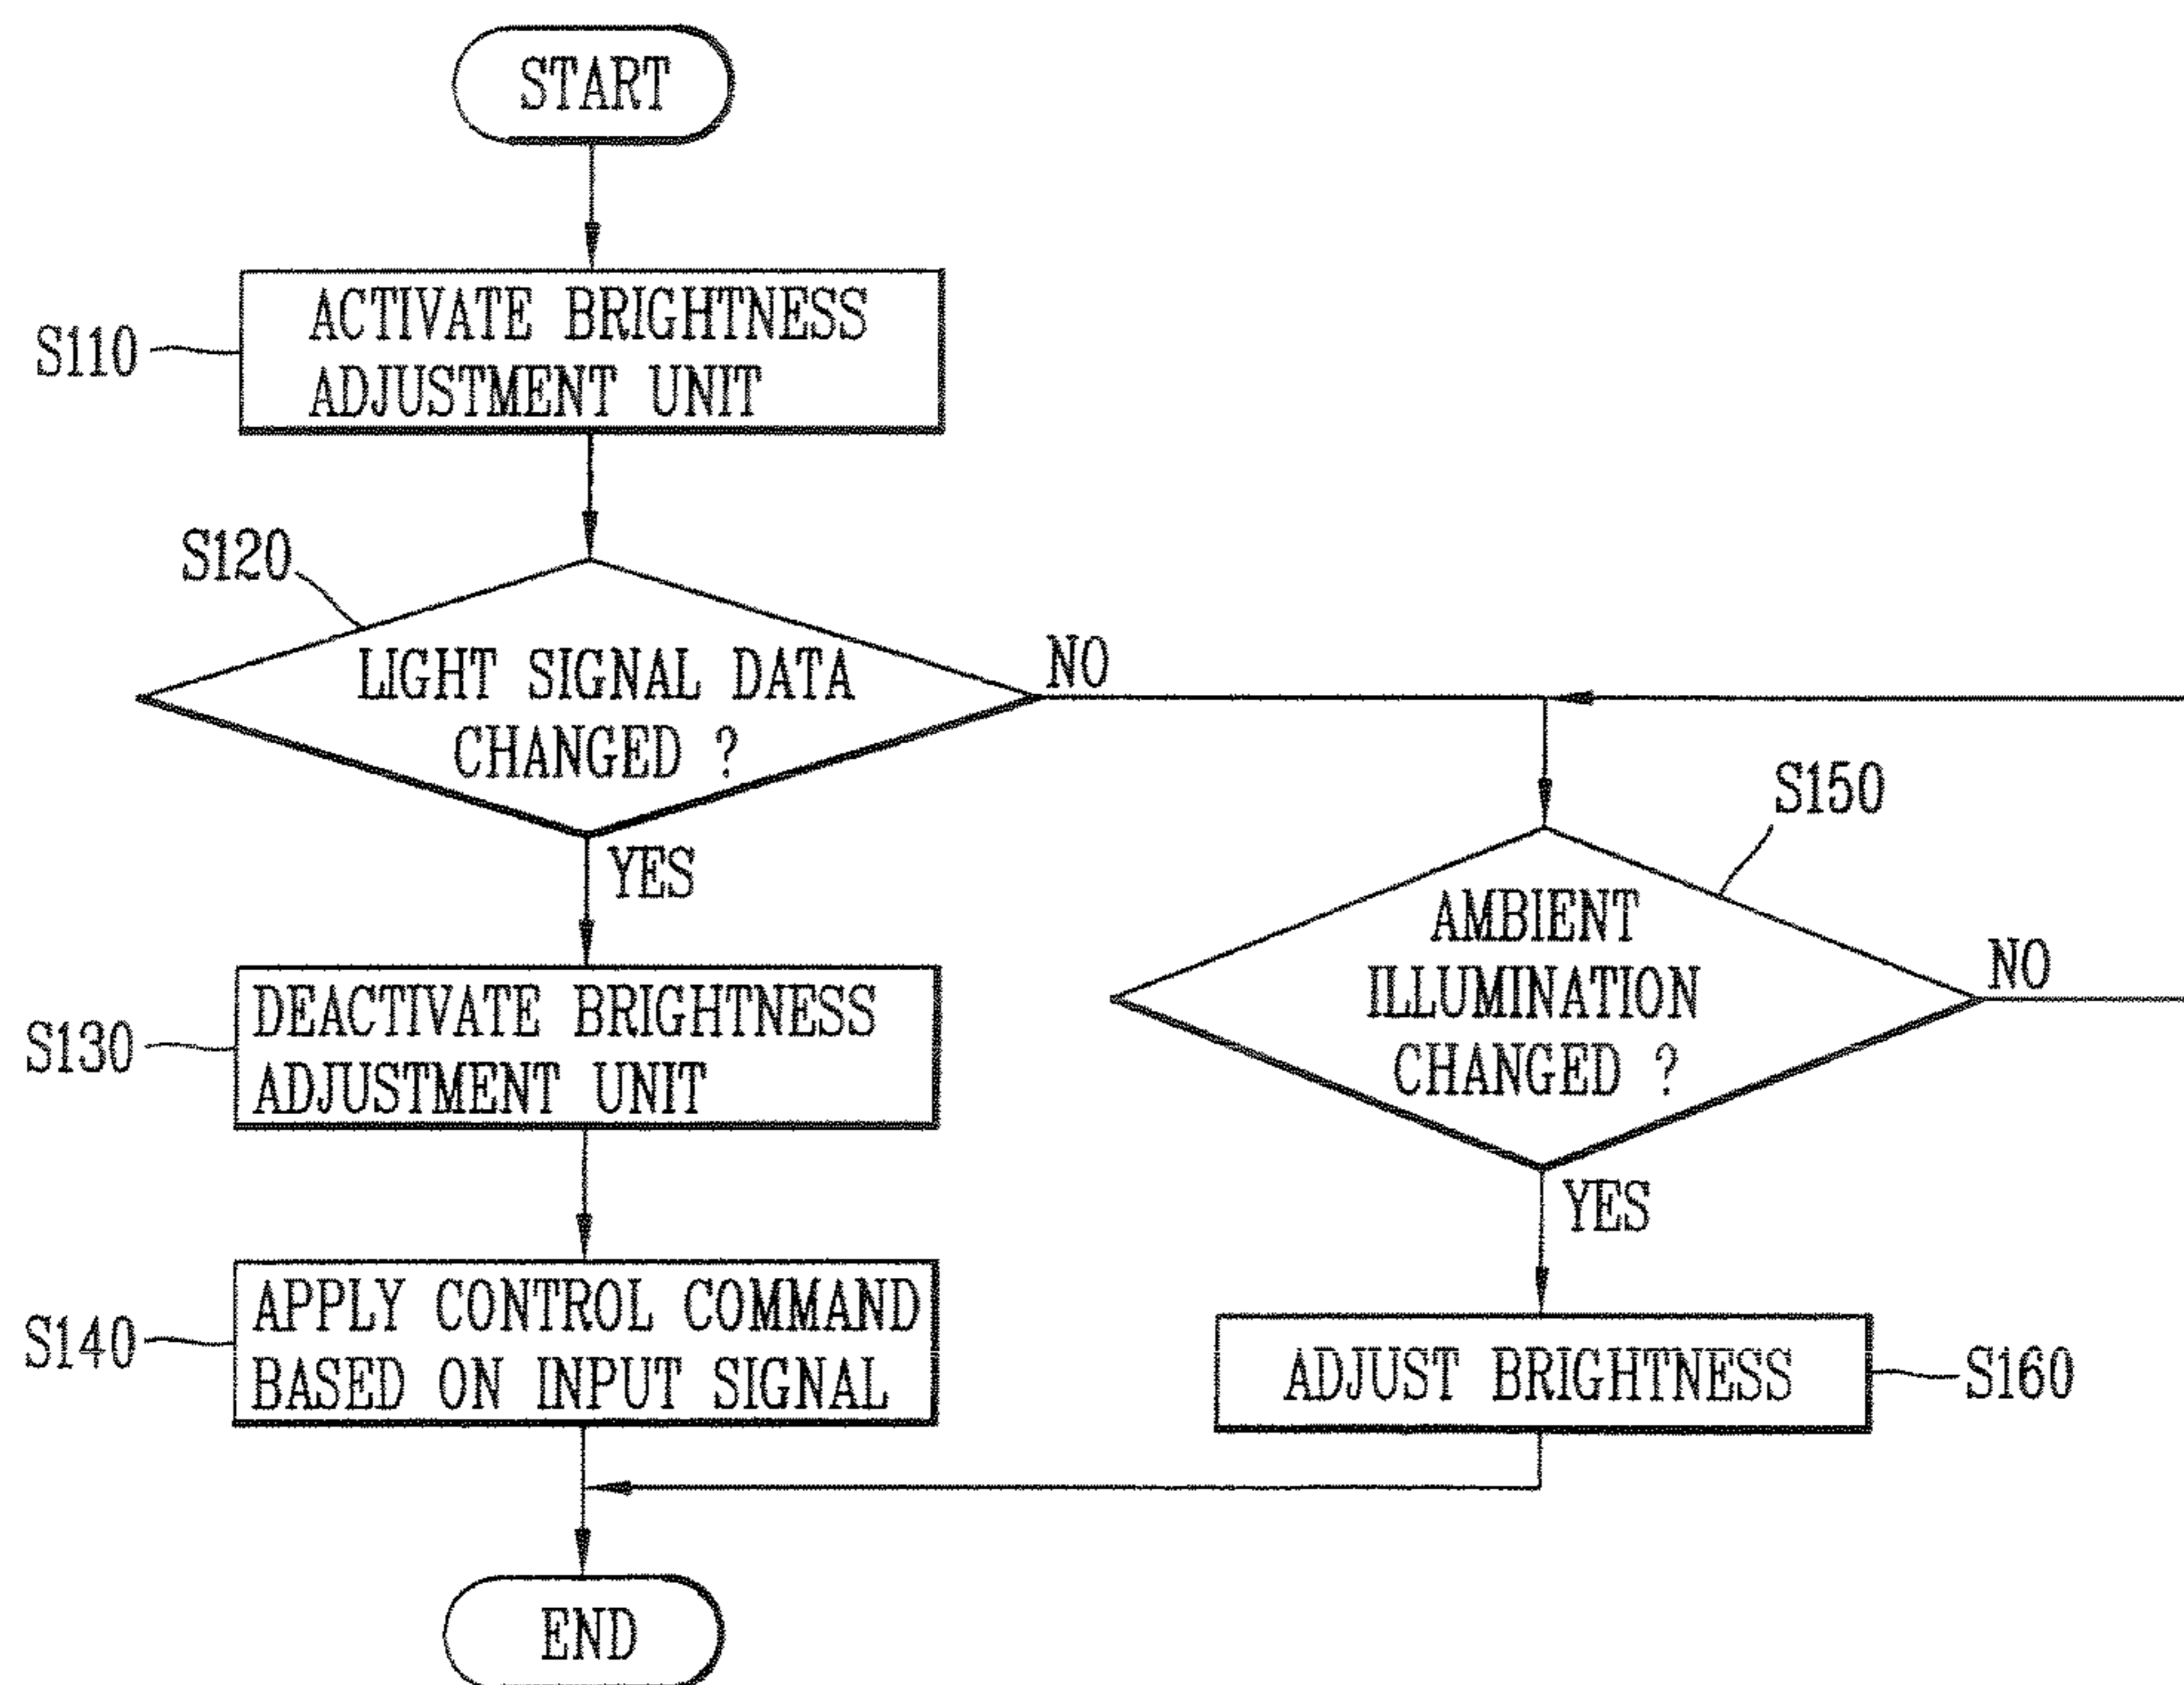 START
S110
ACTIVATE BRIGHTNESS
ADJUSTMENT UNIT
S120
LIGHT SIGNAL DATA
CHANGED ?
NO
YES
S130
DEACTIVATE BRIGHTNESS
ADJUSTMENT UNIT
S140
APPLY CONTROL COMMAND
BASED ON INPUT SIGNAL
S150
AMBIENT
ILLUMINATION
CHANGED ?
NO
YES
ADJUST BRIGHTNESS
S160
END